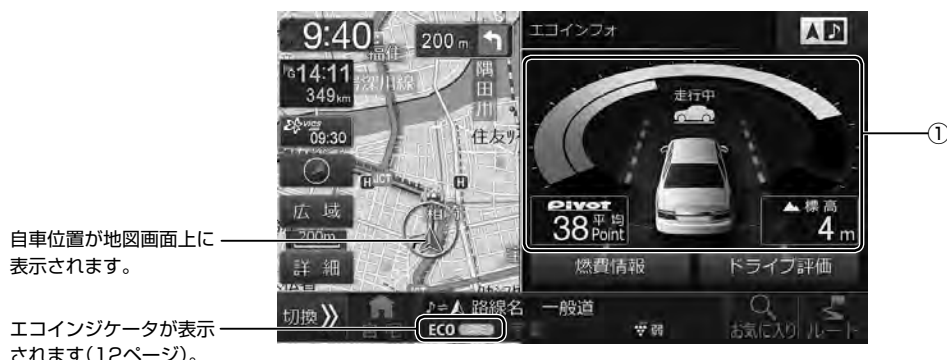 9:40
福住
200 m
エコインフォ
14:11
349km
隅田川
走行中
VICS
09:30
①
JCT
広域
200m
詳細
Pivot
38 平均 Point
標高
4 m
燃費情報
ドライブ評価
自車位置が地図画面上に
表示されます。
切換
路線名 一般道
ECO
弱
お気に入り
ルート
エコインジケータが表示
されます(12ページ)。